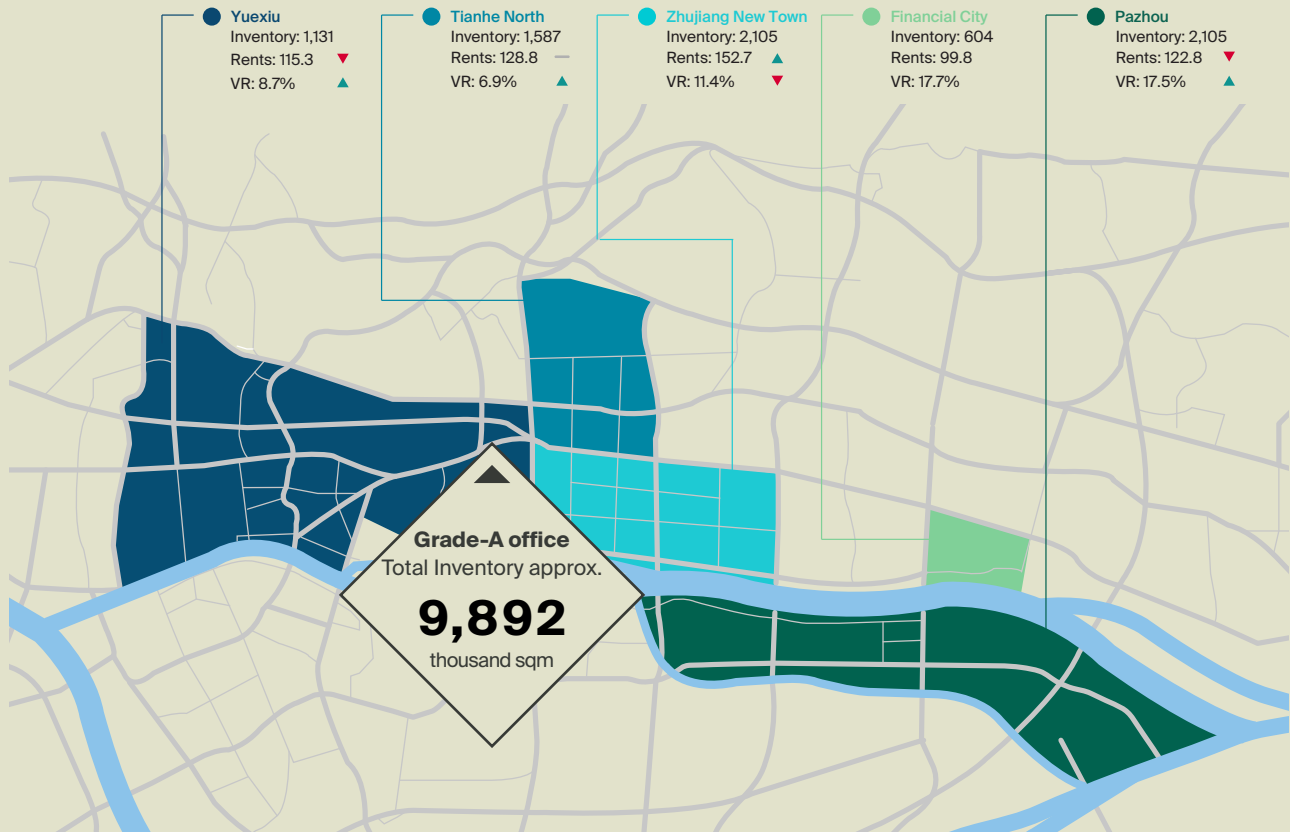 Yuexiu
Inventory: 1,131
Rents: 115.3
VR: 8.7%
Tianhe North
Inventory: 1,587
Rents: 128.8
VR: 6.9%
Zhujiang New Town
Inventory: 2,105
Rents: 152.7
VR: 11.4%
Financial City
Inventory: 604
Rents: 99.8
VR: 17.7%
Pazhou
Inventory: 2,105
Rents: 122.8
VR: 17.5%
Grade-A office
Total Inventory approx.
9,892
thousand sqm